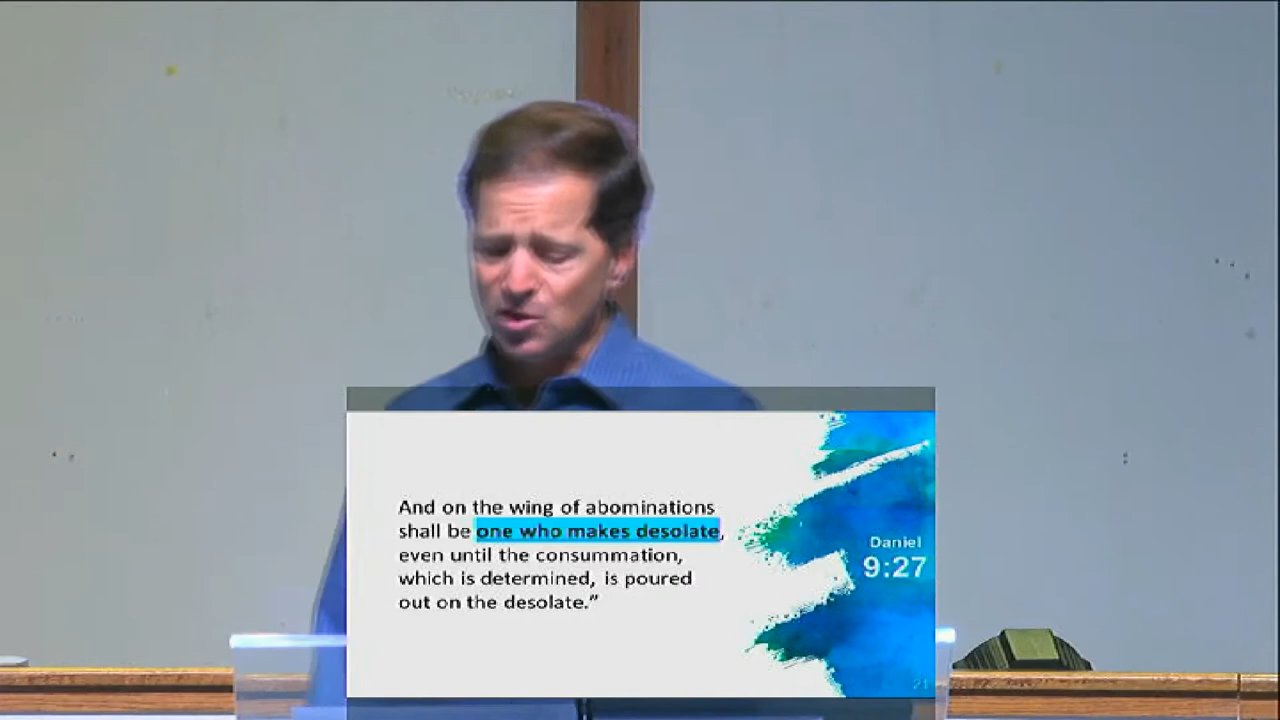 And on the wing of abominations
shall be one who makes desolate,
even until the consummation,
which is determined, is poured
out on the desolate.”
Daniel
9:27
21